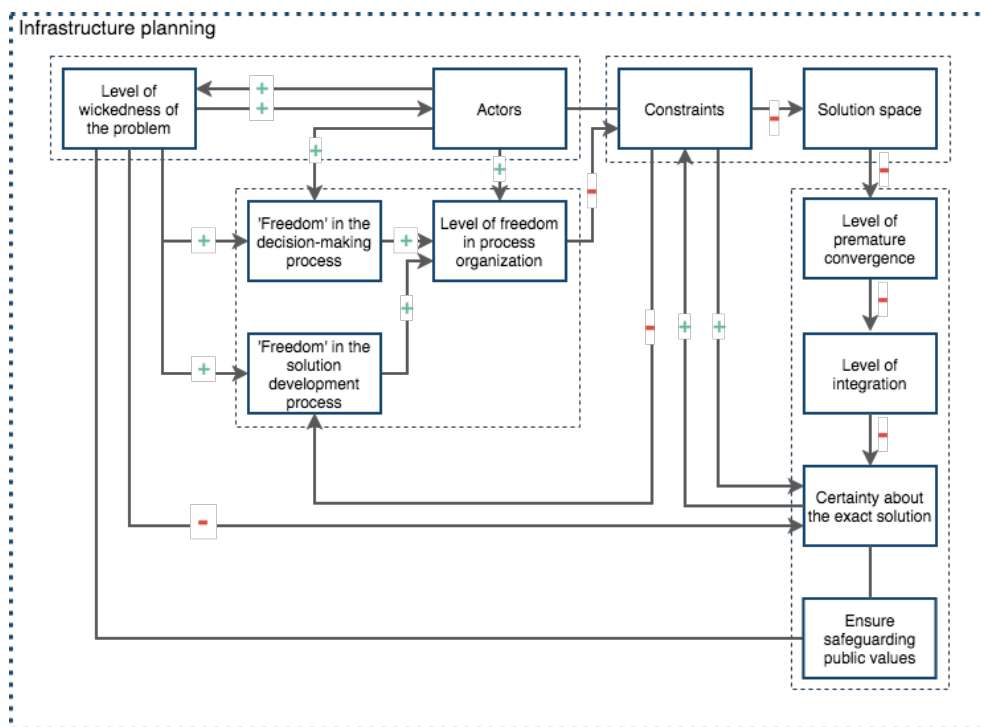 Infrastructure planning
Level of
wickedness of
the problem
Actors
Constraints
Solution space
'Freedom' in the
decision-making
process
Level of freedom
in process
organization
Level of
premature
convergence
'Freedom' in the
solution
development
process
Level of
integration
Certainty about
the exact solution
Ensure
safeguarding
public values